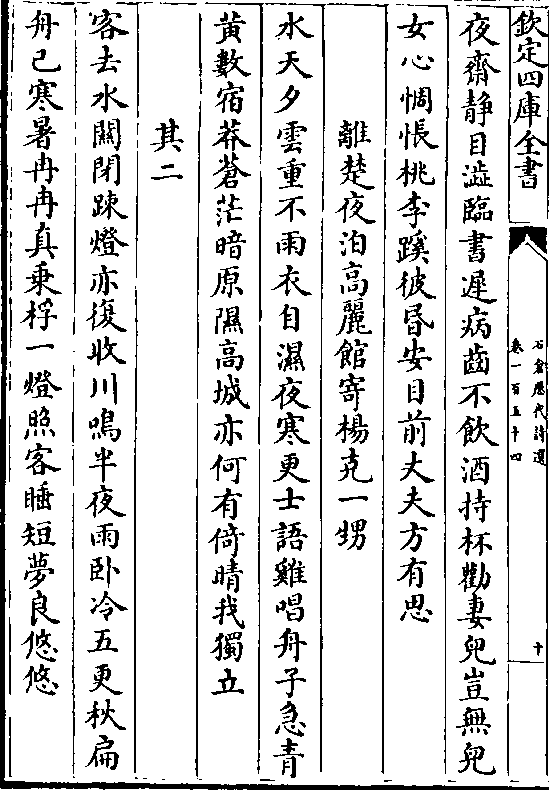 欽定四庫全書
石倉歷代詩選
卷一百五十四
十
夜齋静目澁臨書遲病齒不飲酒持杯勸妻兒豈無兒
女心惆悵桃李蹊彼昬安目前丈夫方有思
離楚夜泊高麗館寄楊克一甥
水天夕雲重不雨衣自濕夜寒更士語雞唱舟子急青
黄數宿莽蒼茫暗原隰高城亦何有倚晴我獨立
其二
客去水關閉踈燈亦復收川鳴半夜雨卧冷五更秋扁
舟已寒暑冉冉真乗桴一燈照客睡短夢良悠悠